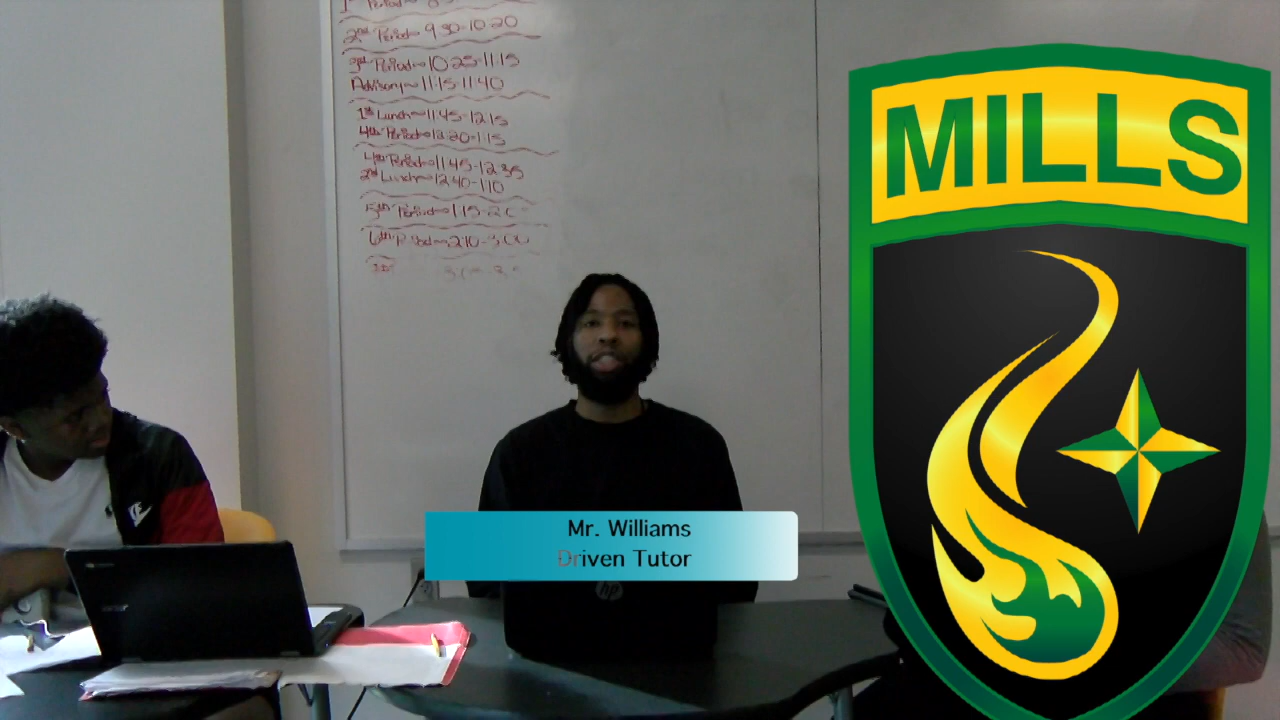 2nd Period~ 9:30-10:20
3rd Period~10:25-11:15
Advisory~11:15-11:40
1st Lunch~11:45-12:15
4th Period~12:20-1:15
4th Period~11:45-12:35
2nd Lunch~12:40-1:10
5th Period~1:15-2:0
6th Period~2:10-3:00
MILLS
Mr. Williams
Driven Tutor
hp